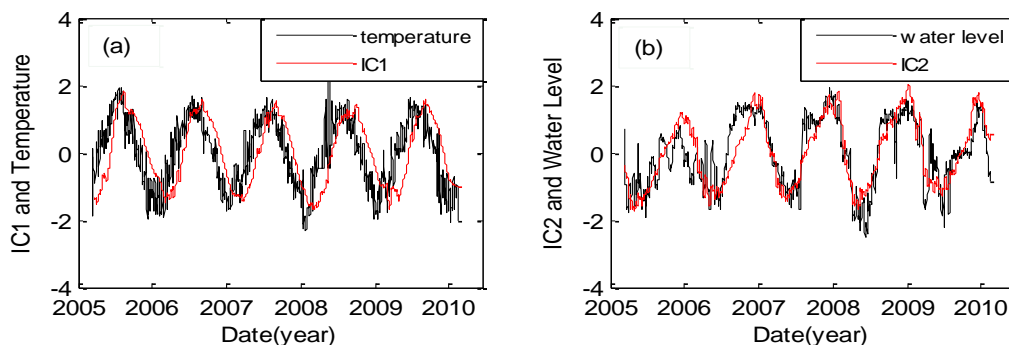 (a)
temperature
IC1
IC1 and Temperature
4
2
0
-2
-4
2005 2006 2007 2008 2009 2010
Date(year)
(b)
water level
IC2
IC2 and Water Level
4
2
0
-2
-4
2005 2006 2007 2008 2009 2010
Date(year)